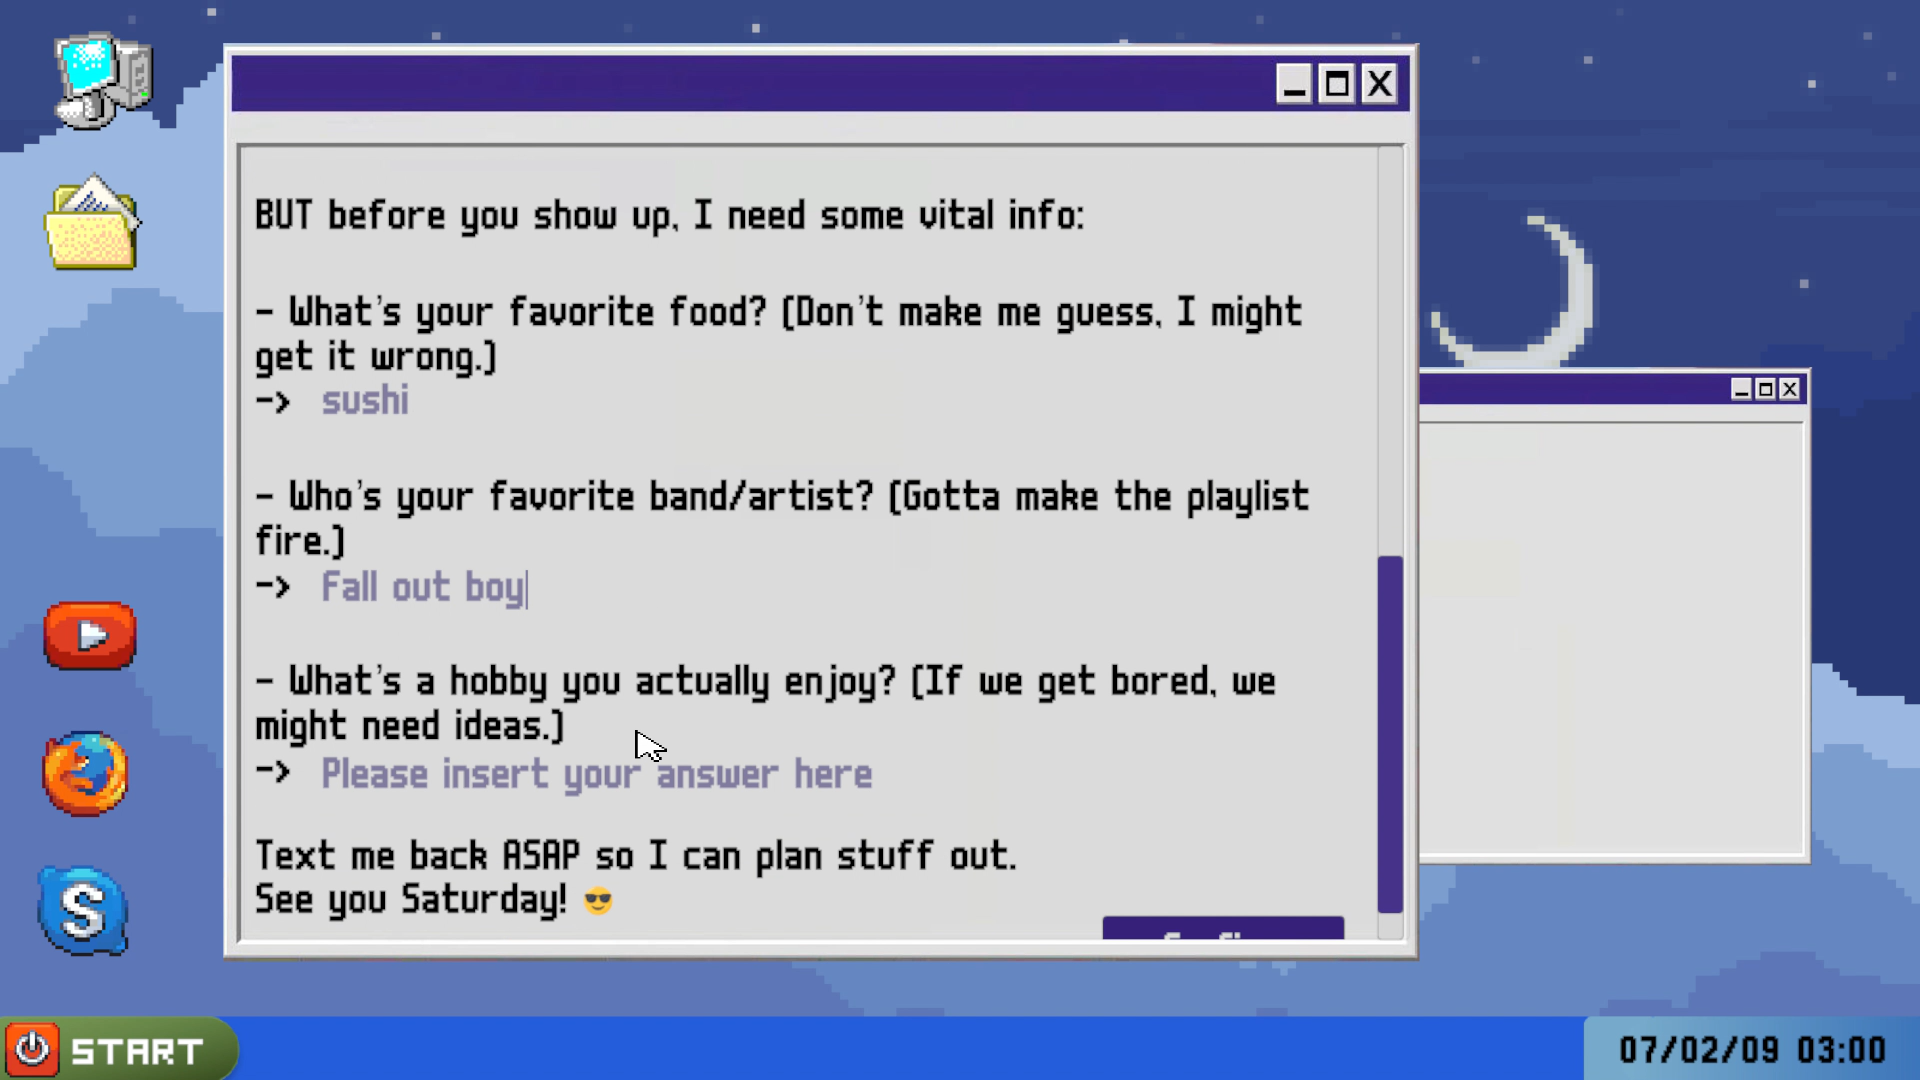 BUT before you show up, I need some vital info:
- What's your favorite food? (Don't make me guess, I might
get it wrong.)
-> sushi
- Who's your favorite band/artist? (Gotta make the playlist
fire.)
-> Fall out boy
- What's a hobby you actually enjoy? (If we get bored, we
might need ideas.)
-> Please insert your answer here
Text me back ASAP so I can plan stuff out.
See you Saturday! 😎
START
07/02/09 03:00